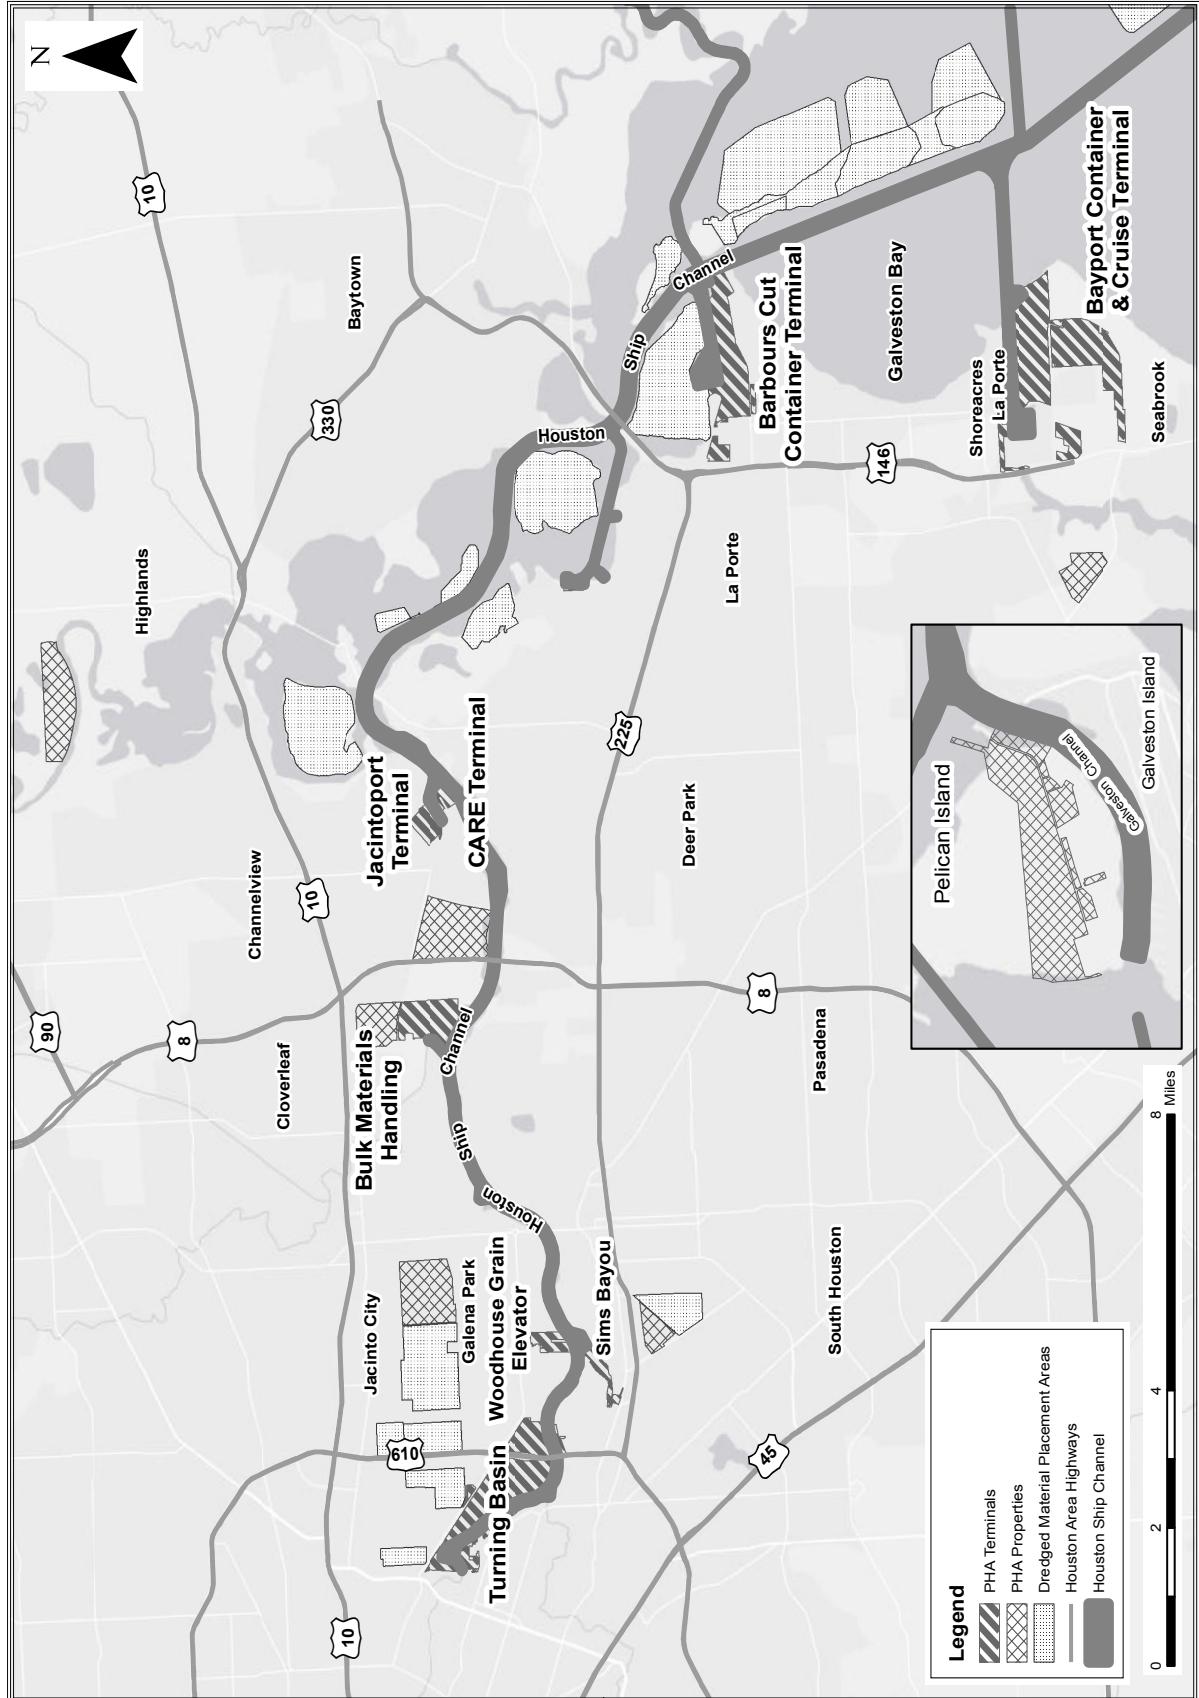 N
10
90
8
330
Highlands
Baytown
Channelview
10
Cloverleaf
Jacintoport
Terminal
CARE Terminal
Bulk Materials
Handling
Houston
Ship
Channel
Houston
Ship
Channel
Jacinto City
Galena Park
Woodhouse Grain
Elevator
Sims Bayou
610
Turning Basin
10
225
La Porte
Deer Park
8
Pasadena
South Houston
45
146
Barbours Cut
Container Terminal
Galveston Bay
Shoreacres
La Porte
Bayport Container
& Cruise Terminal
Seabrook
Pelican Island
Galveston
Channel
Galveston Island
Legend
PHA Terminals
PHA Properties
Dredged Material Placement Areas
Houston Area Highways
Houston Ship Channel
0
2
4
8
Miles